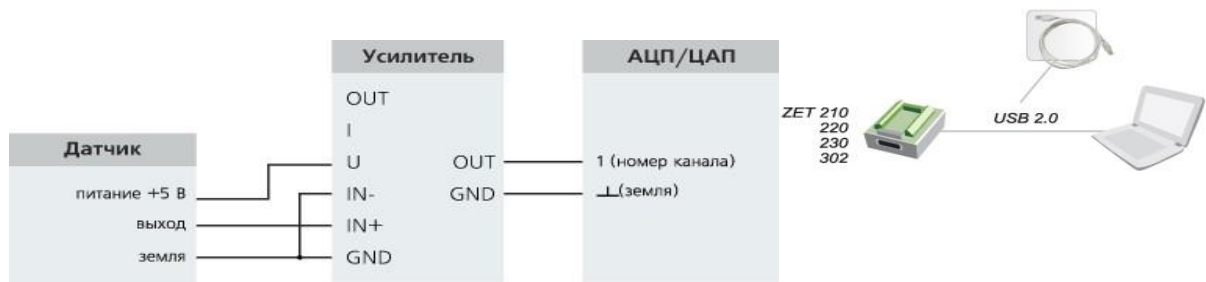 Датчик
питание +5 В
выход
земля
Усилитель
OUT
I
U
IN-
IN+
GND
OUT
GND
АЦП/ЦАП
1 (номер канала)
(земля)
ZET 210
220
230
302
USB 2.0